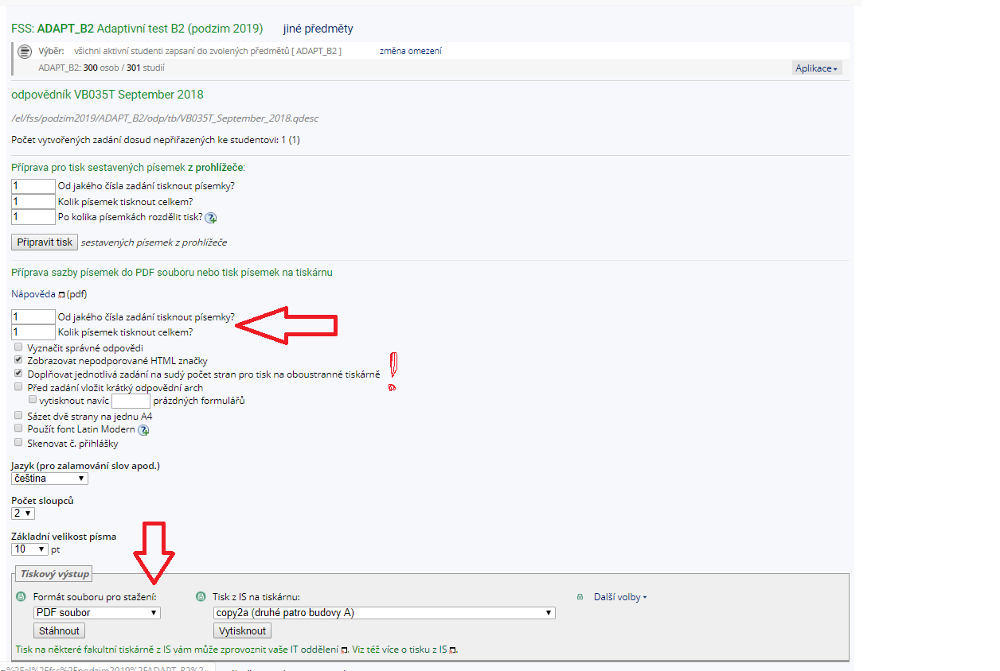 FSS: ADAPT_B2 Adaptivní test B2 (podzim 2019) jiné předměty
Výběr: všichni aktivní studenti zapsaní do zvolených předmětů [ ADAPT_B2 ] změna omezení
ADAPT_B2: 300 osob / 301 studií
Aplikace
odpovědník VB035T September 2018
/el/fss/podzim2019/ADAPT_B2/odp/tb/VB035T_September_2018.qdesc
Počet vytvořených zadání dosud nepřiřazených ke studentovi: 1 (1)
Příprava pro tisk sestavených písemek z prohlížeče:
1 Od jakého čísla zadání tisknout písemky?
1 Kolik písemek tisknout celkem?
1 Po kolika písemkách rozdělit tisk?
Připravit tisk sestavených písemek z prohlížeče
Příprava sazby písemek do PDF souboru nebo tisk písemek na tiskárnu
Nápověda (pdf)
1 Od jakého čísla zadání tisknout písemky?
1 Kolik písemek tisknout celkem?
Vyznačit správné odpovědi
Zobrazovat nepodporované HTML značky
Doplňovat jednotlivá zadání na sudý počet stran pro tisk na oboustranné tiskárně
Před zadání vložit krátký odpovědní arch
vytisknout navíc prázdných formulářů
Sázet dvě strany na jednu A4
Použít font Latin Modern
Skenovat č. přihlášky
Jazyk (pro zalamování slov apod.)
čeština
Počet sloupců
2
Základní velikost písma
10 pt
Tiskový výstup
Formát souboru pro stažení: Tisk z IS na tiskárnu: Další volby
PDF soubor copy2a (druhé patro budovy A)
Stáhnout Vytisknout
Tisk na některé fakultní tiskárně z IS vám může zprovoznit vaše IT oddělení. Viz též více o tisku z IS.